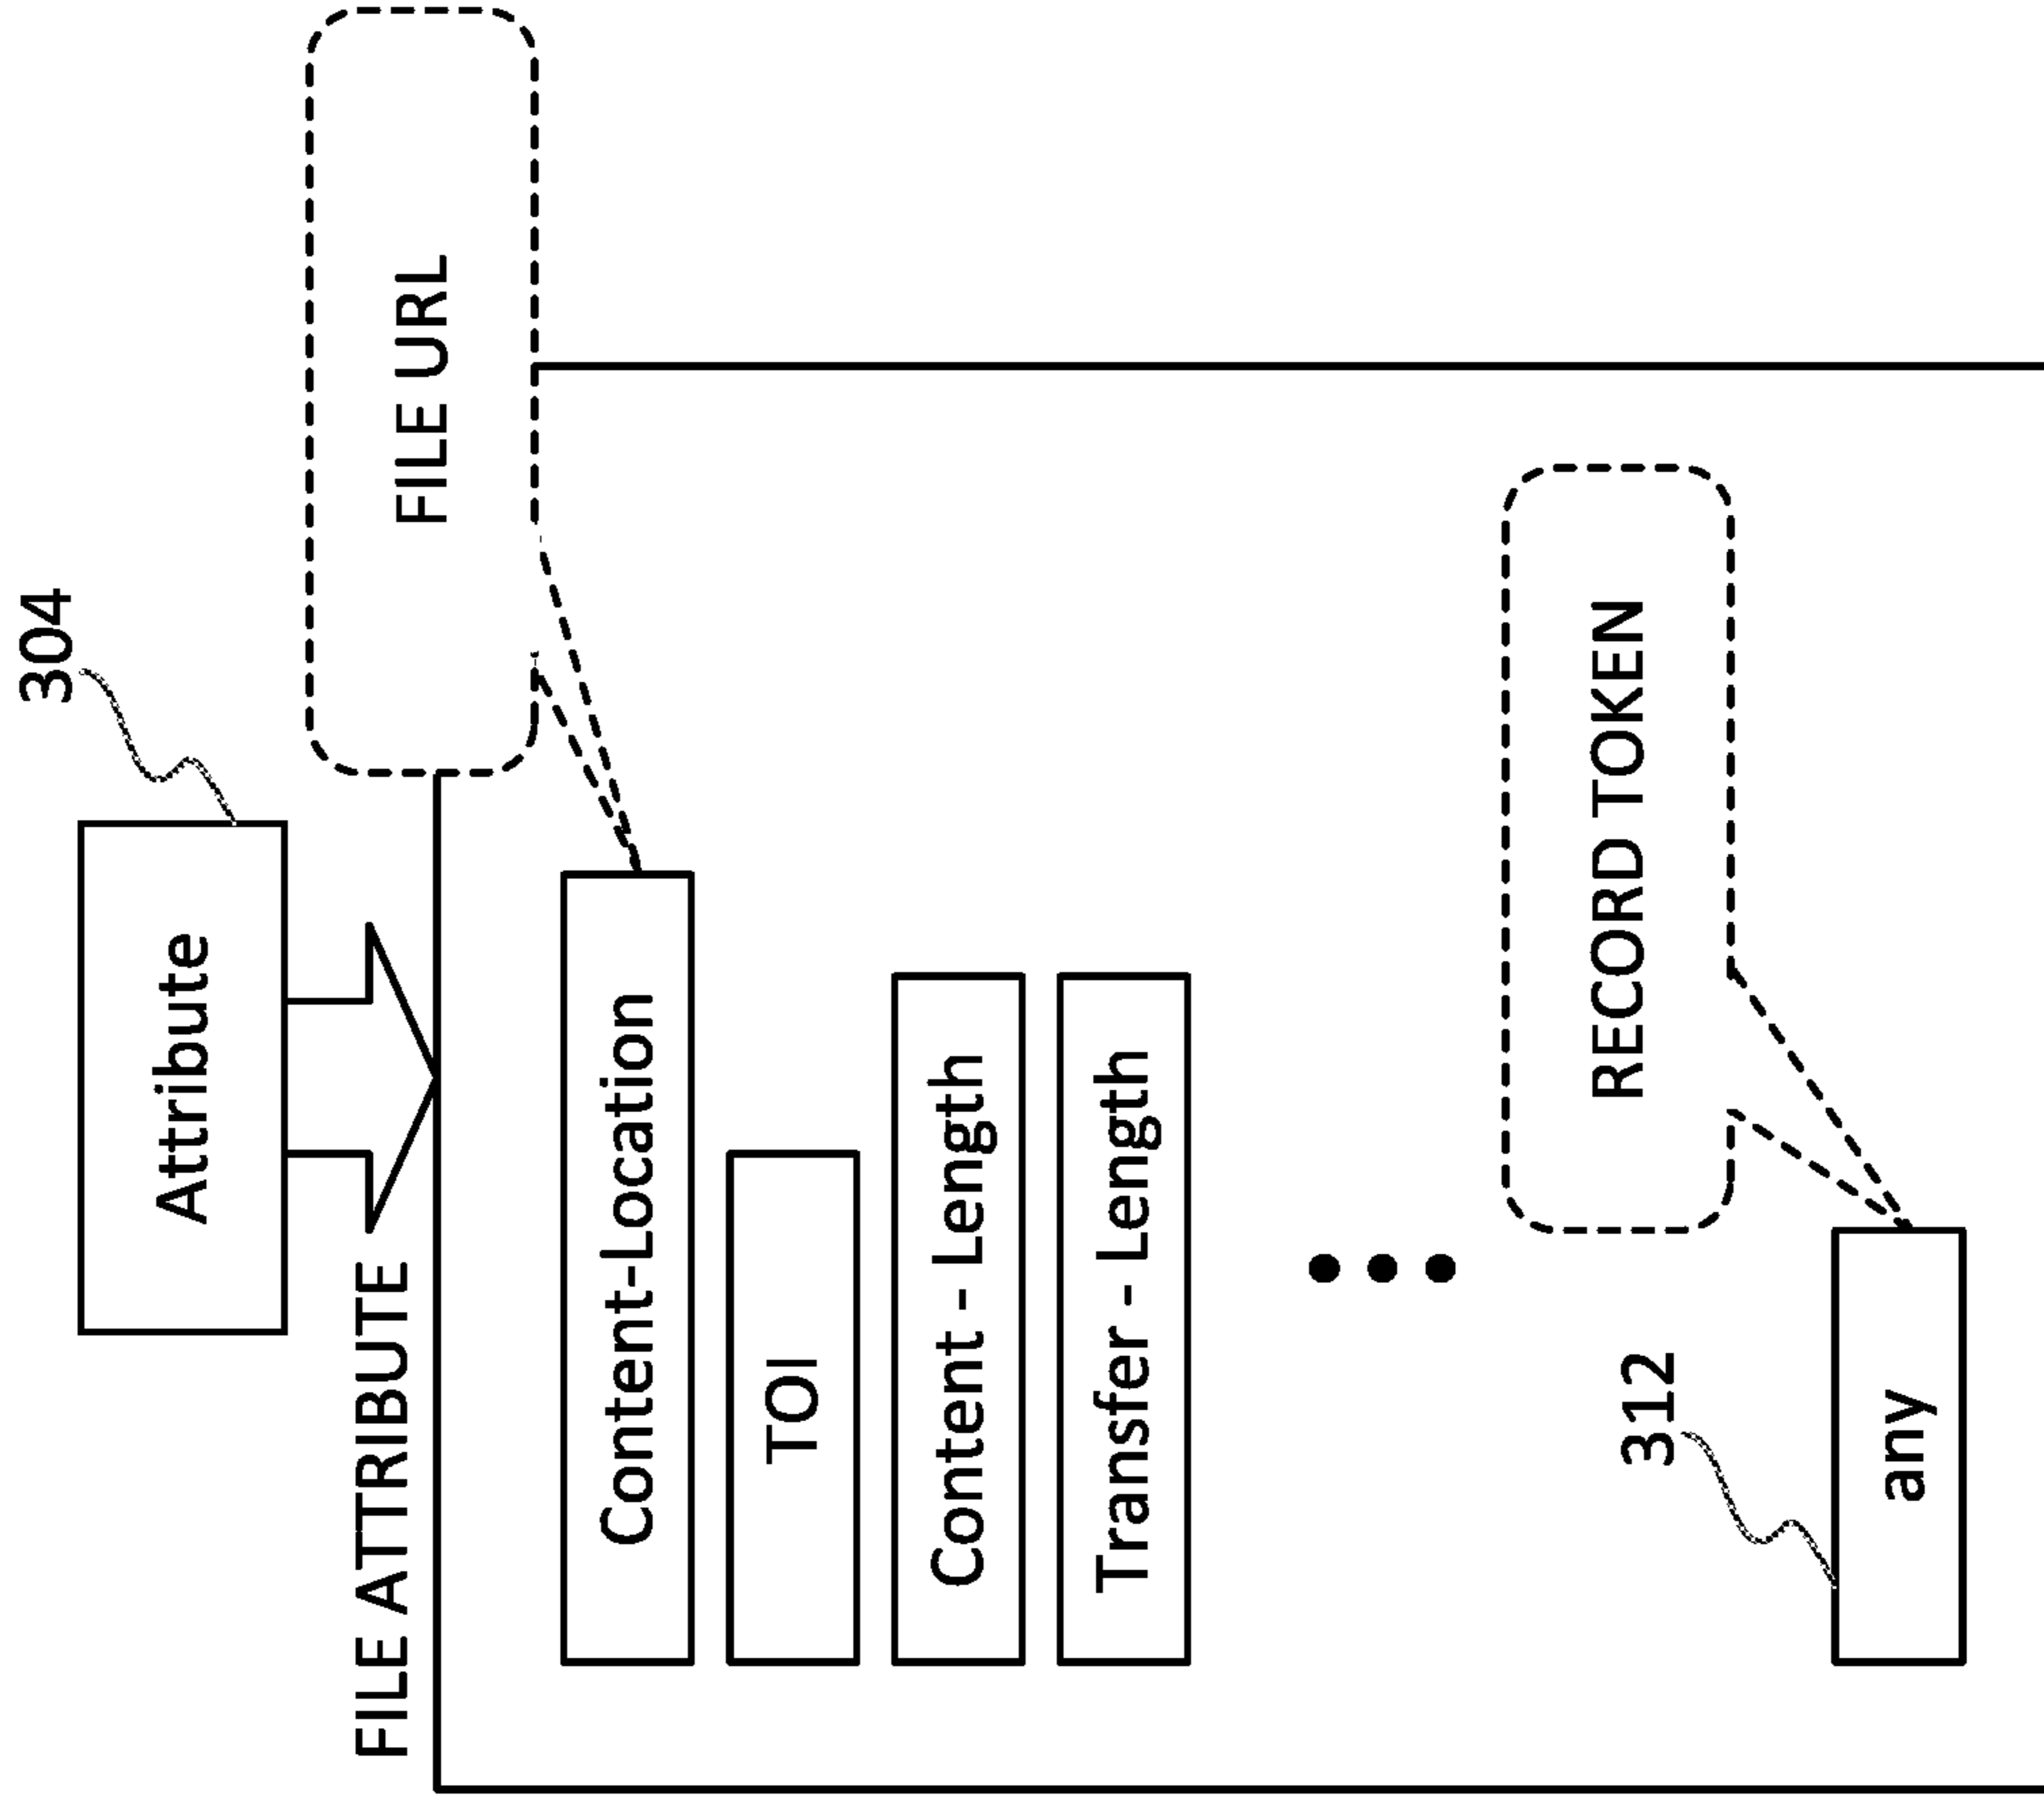 304
Attribute
FILE URL
FILE ATTRIBUTE
Content-Location
TOI
Content - Length
Transfer - Length
RECORD TOKEN
312
any